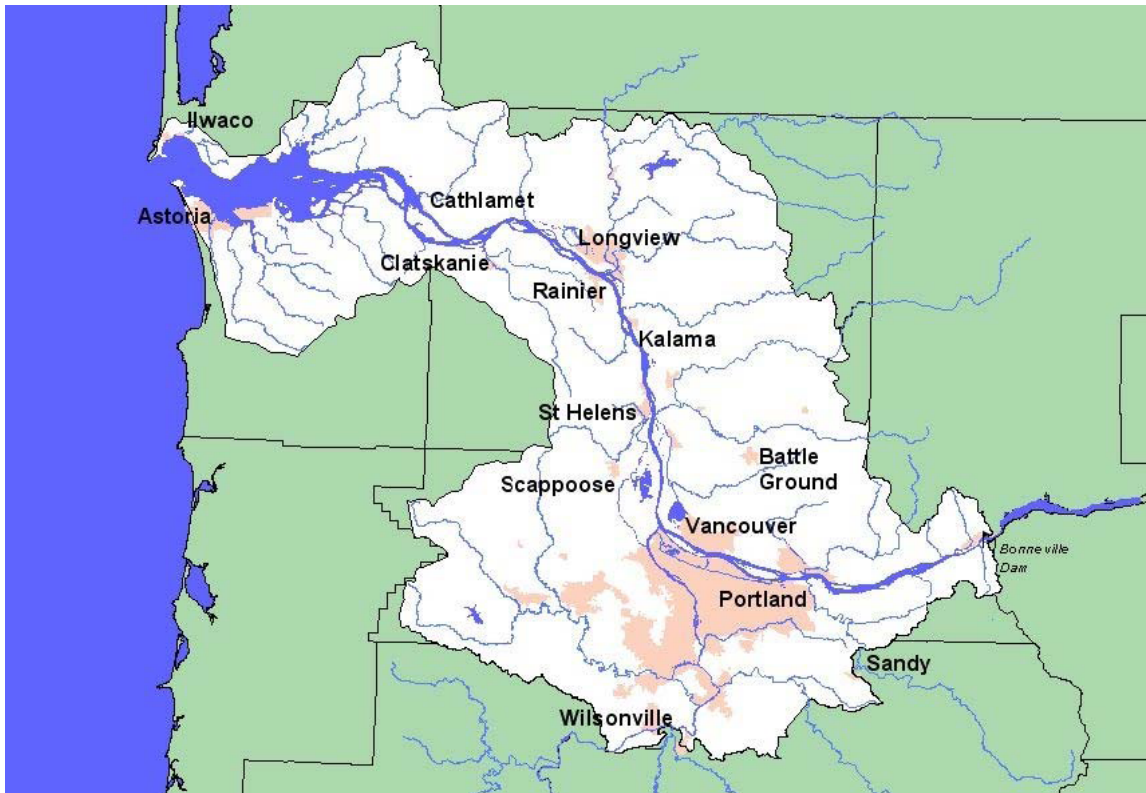 Ilwaco
Astoria
Cathlamet
Longview
Clatskanie
Rainier
Kalama
St Helens
Battle
Ground
Scappoose
Vancouver
Bonneville
Dam
Portland
Sandy
Wilsonville